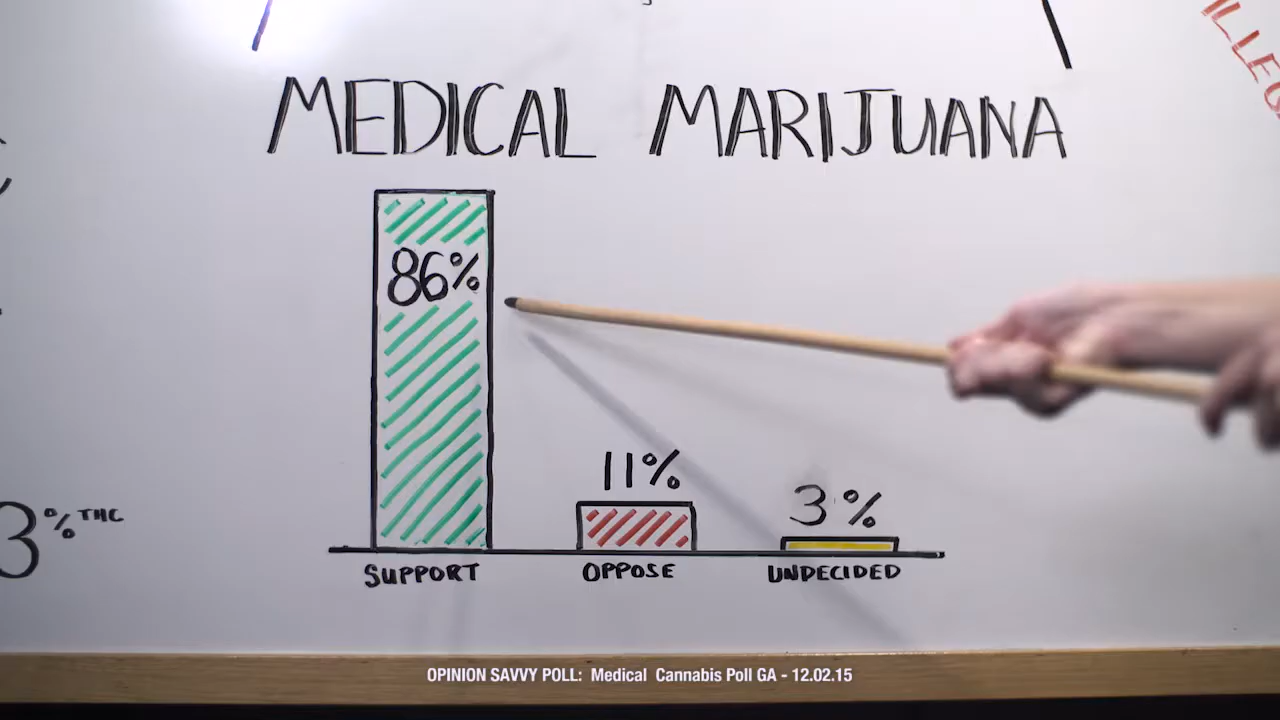 MEDICAL MARIJUANA
86%
11%
3%
3% THC
SUPPORT OPPOSE UNDECIDED
OPINION SAVVY POLL: Medical Cannabis Poll GA - 12.02.15